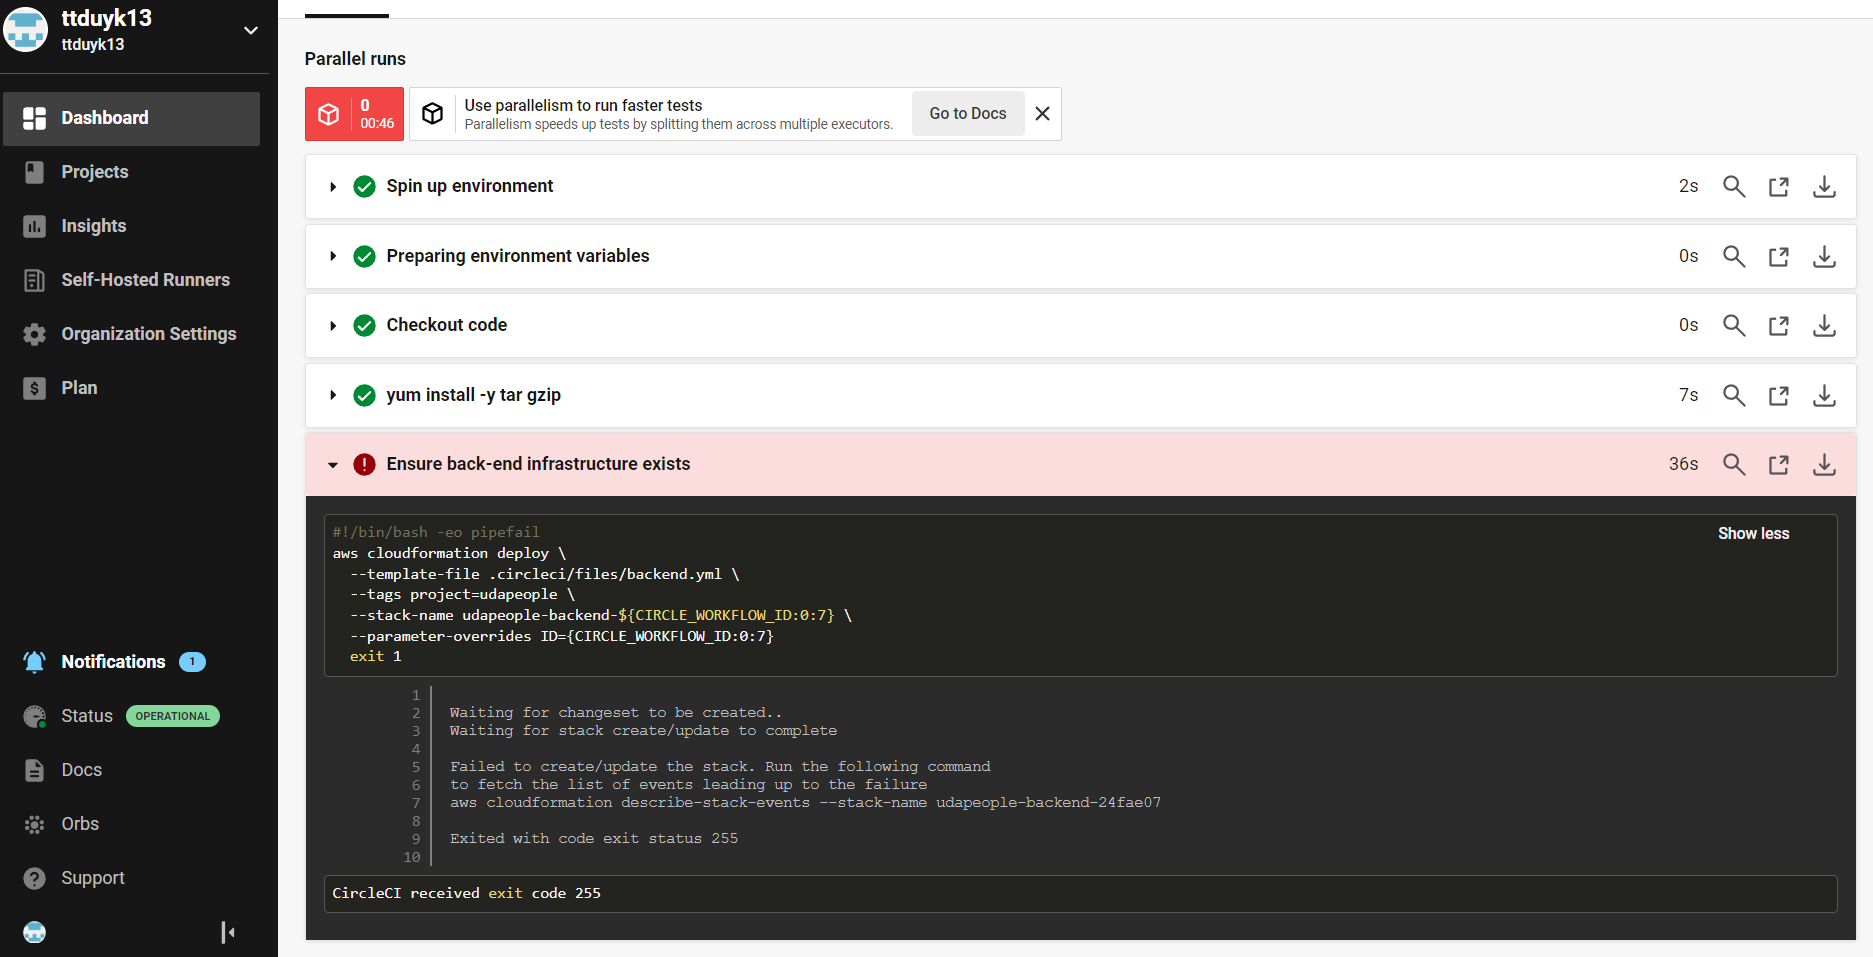 ttduyk13
ttduyk13
Dashboard
Projects
Insights
Self-Hosted Runners
Organization Settings
Plan
Notifications 1
Status OPERATIONAL
Docs
Orbs
Support
Parallel runs
0
00:46
Use parallelism to run faster tests
Parallelism speeds up tests by splitting them across multiple executors.
Go to Docs
Spin up environment 2s
Preparing environment variables 0s
Checkout code 0s
yum install -y tar gzip 7s
Ensure back-end infrastructure exists 36s
#!/bin/bash -eo pipefail
Show less
aws cloudformation deploy \
--template-file .circleci/files/backend.yml \
--tags project=udapeople \
--stack-name udapeople-backend-${CIRCLE_WORKFLOW_ID:0:7} \
--parameter-overrides ID={CIRCLE_WORKFLOW_ID:0:7}
exit 1
1
2 Waiting for changeset to be created..
3 Waiting for stack create/update to complete
4
5 Failed to create/update the stack. Run the following command
6 to fetch the list of events leading up to the failure
7 aws cloudformation describe-stack-events --stack-name udapeople-backend-24fae07
8
9 Exited with code exit status 255
10
CircleCI received exit code 255